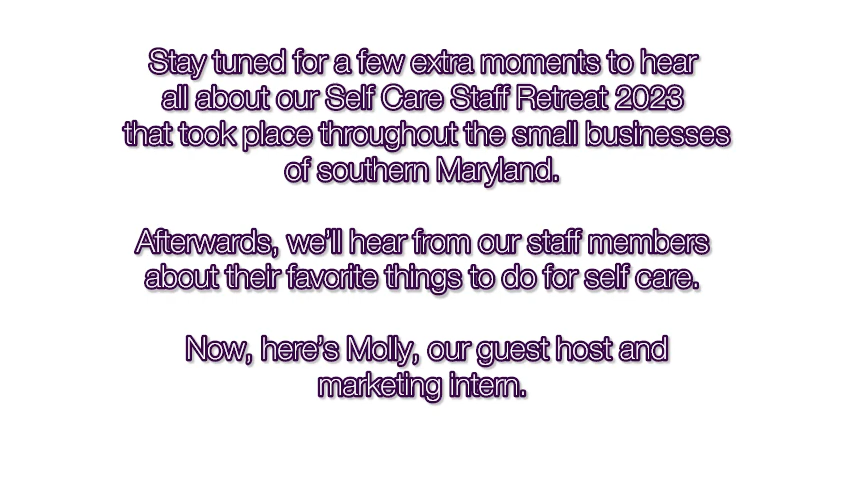 Stay tuned for a few extra moments to hear
all about our Self Care Staff Retreat 2023
that took place throughout the small businesses
of southern Maryland.
Afterwards, we'll hear from our staff members
about their favorite things to do for self care.
Now, here's Molly, our guest host and
marketing intern.